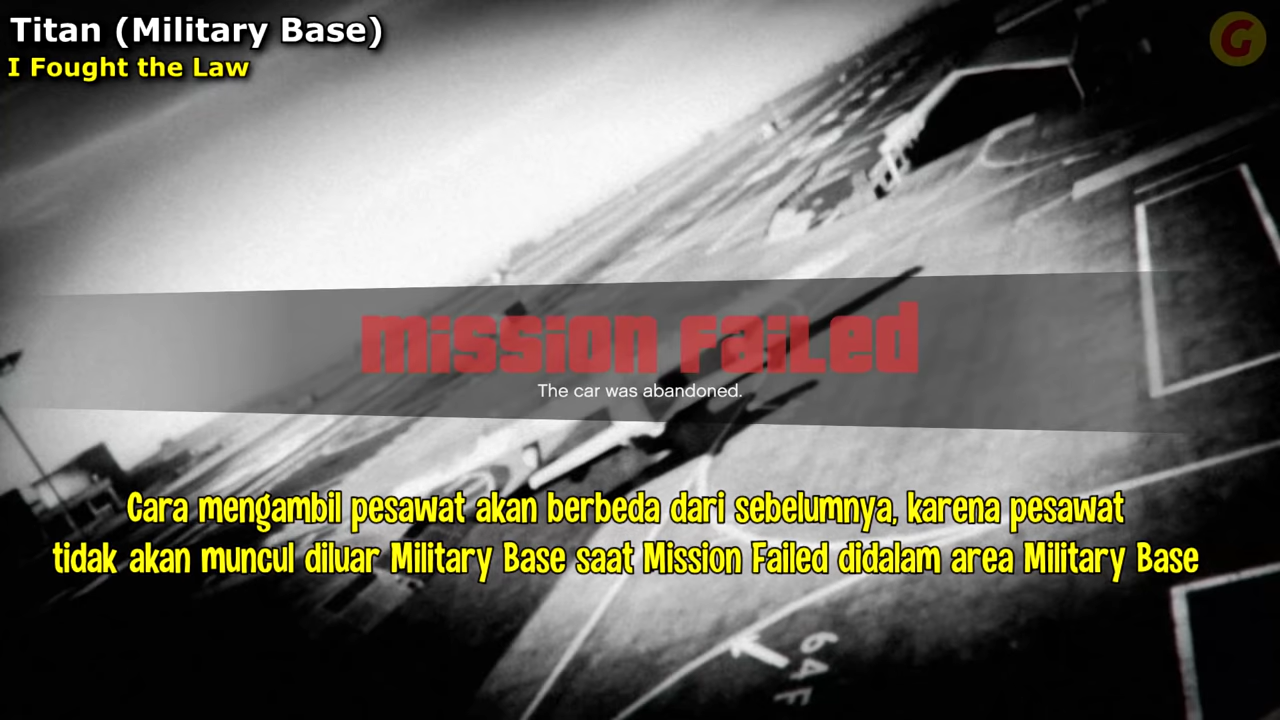 Titan (Military Base)
I Fought the Law
G
mission failed
The car was abandoned.
Cara mengambil pesawat akan berbeda dari sebelumnya, karena pesawat
tidak akan muncul diluar Military Base saat Mission Failed didalam area Military Base
64F